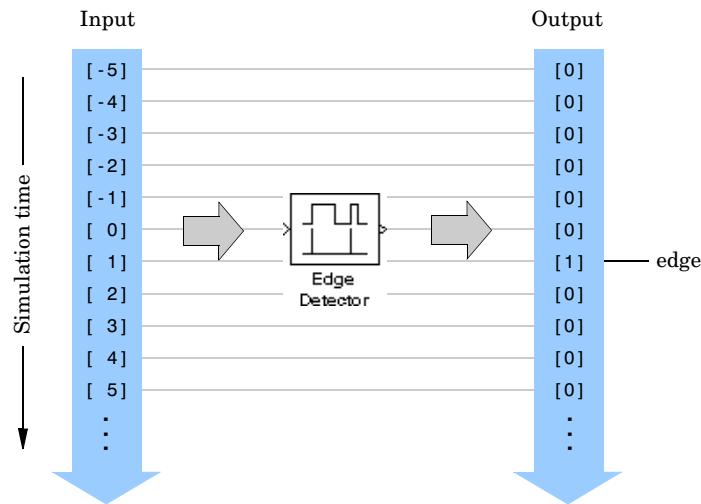 Input Output
[-5] [0]
[-4] [0]
[-3] [0]
[-2] [0]
[-1] [0]
[ 0] [0]
[ 1] [1] edge
Edge
Detector
[ 2] [0]
[ 3] [0]
[ 4] [0]
[ 5] [0]
Simulation time